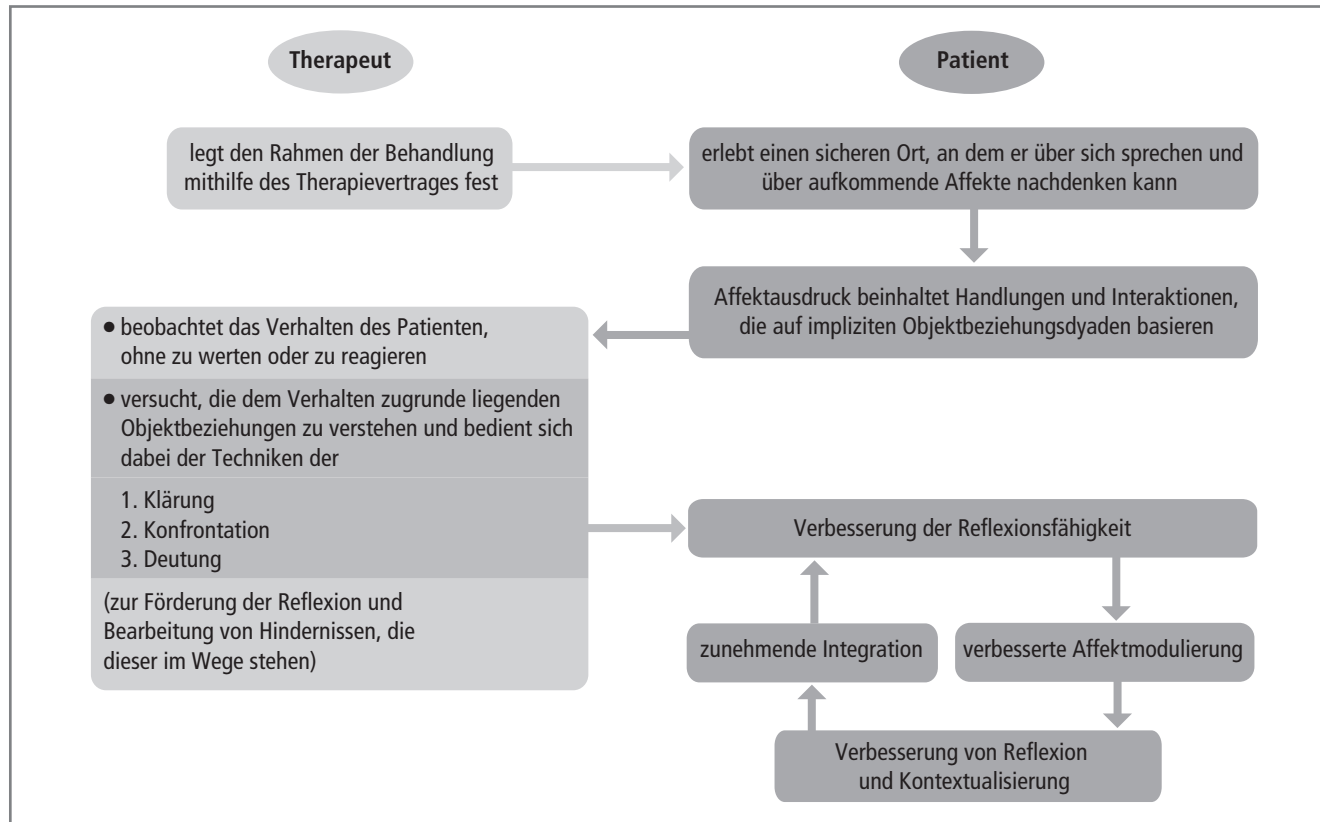 Therapeut
Patient
legt den Rahmen der Behandlung
mithilfe des Therapievertrages fest
erlebt einen sicheren Ort, an dem er über sich sprechen und
über aufkommende Affekte nachdenken kann
Affektausdruck beinhaltet Handlungen und Interaktionen,
die auf impliziten Objektbeziehungsdyaden basieren
● beobachtet das Verhalten des Patienten,
ohne zu werten oder zu reagieren
● versucht, die dem Verhalten zugrunde liegenden
Objektbeziehungen zu verstehen und bedient sich
dabei der Techniken der
1. Klärung
2. Konfrontation
3. Deutung
(zur Förderung der Reflexion und
Bearbeitung von Hindernissen, die
dieser im Wege stehen)
Verbesserung der Reflexionsfähigkeit
zunehmende Integration
verbesserte Affektmodulierung
Verbesserung von Reflexion
und Kontextualisierung